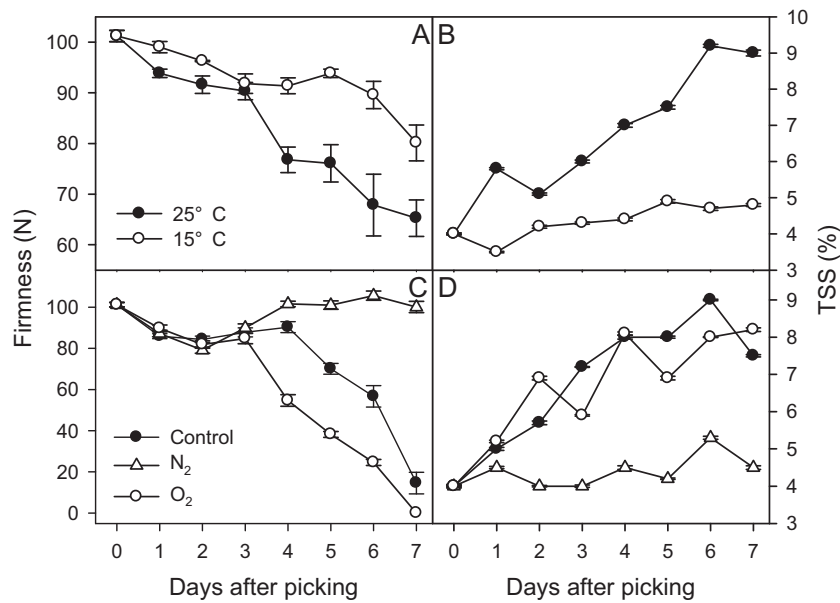 A
B
100
90
80
70
60
25° C
15° C
10
9
8
7
6
5
4
3
Firmness (N)
TSS (%)
C
D
100
80
60
40
20
0
Control
N2
O2
9
8
7
6
5
4
3
0 1 2 3 4 5 6 7
0 1 2 3 4 5 6 7
Days after picking
Days after picking